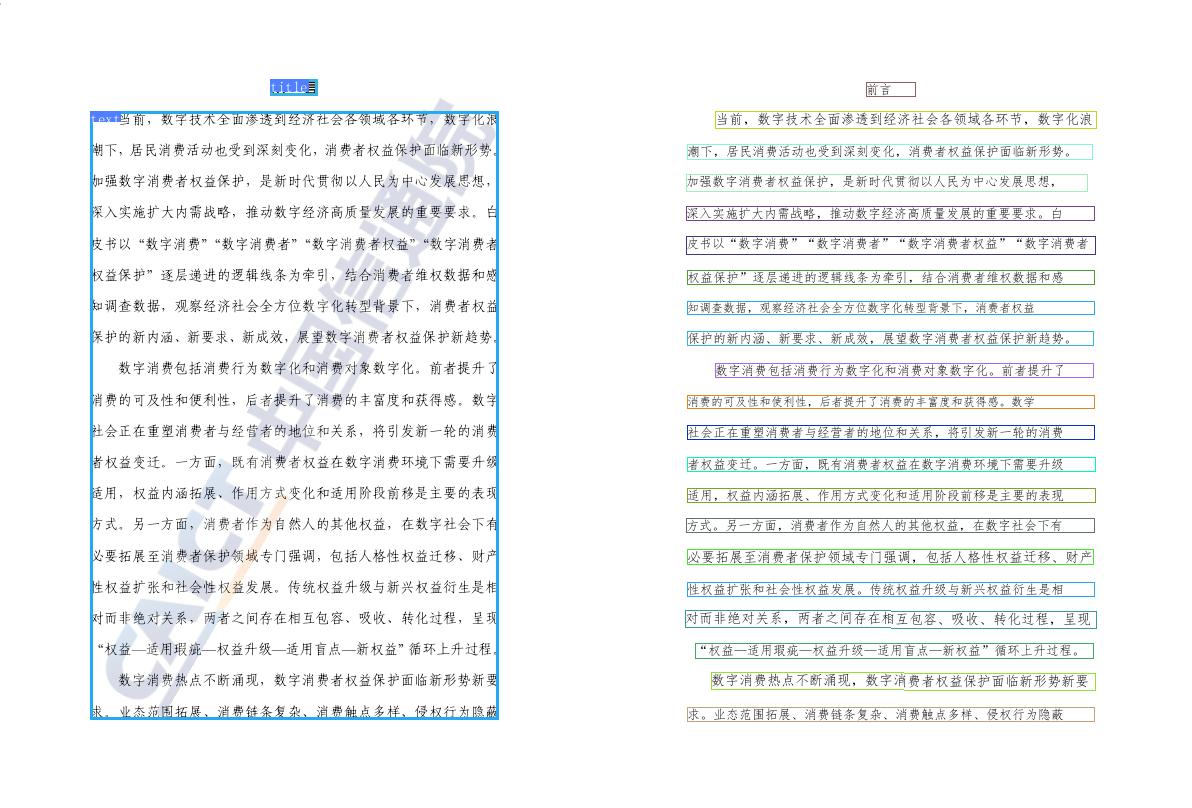 title
text当前，数字技术全面渗透到经济社会各领域各环节，数字化浪
潮下，居民消费活动也受到深刻变化，消费者权益保护面临新形势。
加强数字消费者权益保护，是新时代贯彻以人民为中心发展思想，
深入实施扩大内需战略，推动数字经济高质量发展的重要要求。白
皮书以“数字消费”“数字消费者”“数字消费者权益”“数字消费者
权益保护”逐层递进的逻辑线条为牵引，结合消费者维权数据和感
知调查数据，观察经济社会全方位数字化转型背景下，消费者权益
保护的新内涵、新要求、新成效，展望数字消费者权益保护新趋势。
数字消费包括消费行为数字化和消费对象数字化。前者提升了
消费的可及性和便利性，后者提升了消费的丰富度和获得感。数字
社会正在重塑消费者与经营者的地位和关系，将引发新一轮的消费
者权益变迁。一方面，既有消费者权益在数字消费环境下需要升级
适用，权益内涵拓展、作用方式变化和适用阶段前移是主要的表现
方式。另一方面，消费者作为自然人的其他权益，在数字社会下有
必要拓展至消费者保护领域专门强调，包括人格性权益迁移、财产
性权益扩张和社会性权益发展。传统权益升级与新兴权益衍生是相
对而非绝对关系，两者之间存在相互包容、吸收、转化过程，呈现
“权益—适用瑕疵—权益升级—适用盲点—新权益”循环上升过程。
数字消费热点不断涌现，数字消费者权益保护面临新形势新要
求。业态范围拓展、消费链条复杂、消费触点多样、侵权行为隐蔽
CAICT 中国信通院
前言
当前，数字技术全面渗透到经济社会各领域各环节，数字化浪
潮下，居民消费活动也受到深刻变化，消费者权益保护面临新形势。
加强数字消费者权益保护，是新时代贯彻以人民为中心发展思想，
深入实施扩大内需战略，推动数字经济高质量发展的重要要求。白
皮书以“数字消费”“数字消费者”“数字消费者权益”“数字消费者
权益保护”逐层递进的逻辑线条为牵引，结合消费者维权数据和感
知调查数据，观察经济社会全方位数字化转型背景下，消费者权益
保护的新内涵、新要求、新成效，展望数字消费者权益保护新趋势。
数字消费包括消费行为数字化和消费对象数字化。前者提升了
消费的可及性和便利性，后者提升了消费的丰富度和获得感。数学
社会正在重塑消费者与经营者的地位和关系，将引发新一轮的消费
者权益变迁。一方面，既有消费者权益在数字消费环境下需要升级
适用，权益内涵拓展、作用方式变化和适用阶段前移是主要的表现
方式。另一方面，消费者作为自然人的其他权益，在数字社会下有
必要拓展至消费者保护领域专门强调，包括人格性权益迁移、财产
性权益扩张和社会性权益发展。传统权益升级与新兴权益衍生是相
对而非绝对关系，两者之间存在相互包容、吸收、转化过程，呈现
“权益—适用瑕疵—权益升级—适用盲点—新权益”循环上升过程。
数字消费热点不断涌现，数字消费者权益保护面临新形势新要
求。业态范围拓展、消费链条复杂、消费触点多样、侵权行为隐蔽